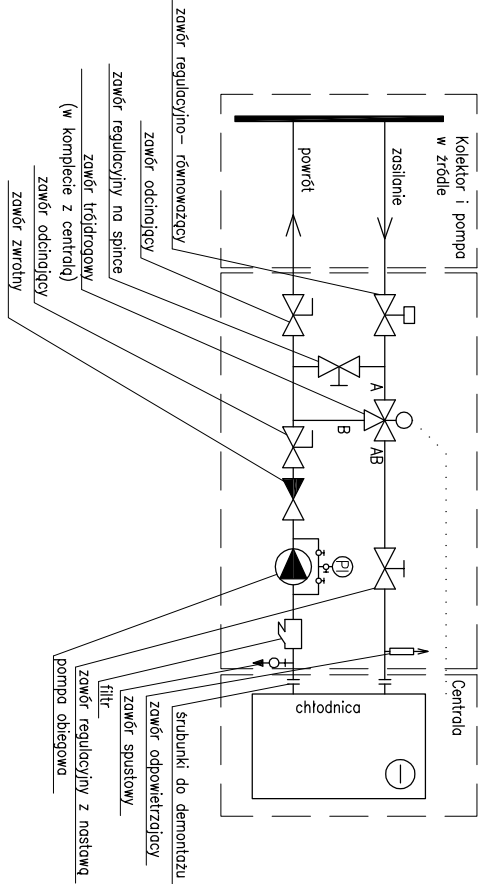 Kolektor i pompa
w źródle
zasilanie
powrót
zawór regulacyjno- równoważący
zawór odcinający
zawór regulacyjny na spince
zawór trójdrogowy
(w komplecie z centralą)
zawór odcinający
zawór zwrotny
A
B
AB
PI
Centrala
chłodnica
śrubunki do demontażu
zawór odpowietrzajacy
zawór spustowy
filtr
zawór regulacyjny z nastawą
pompa obiegowa